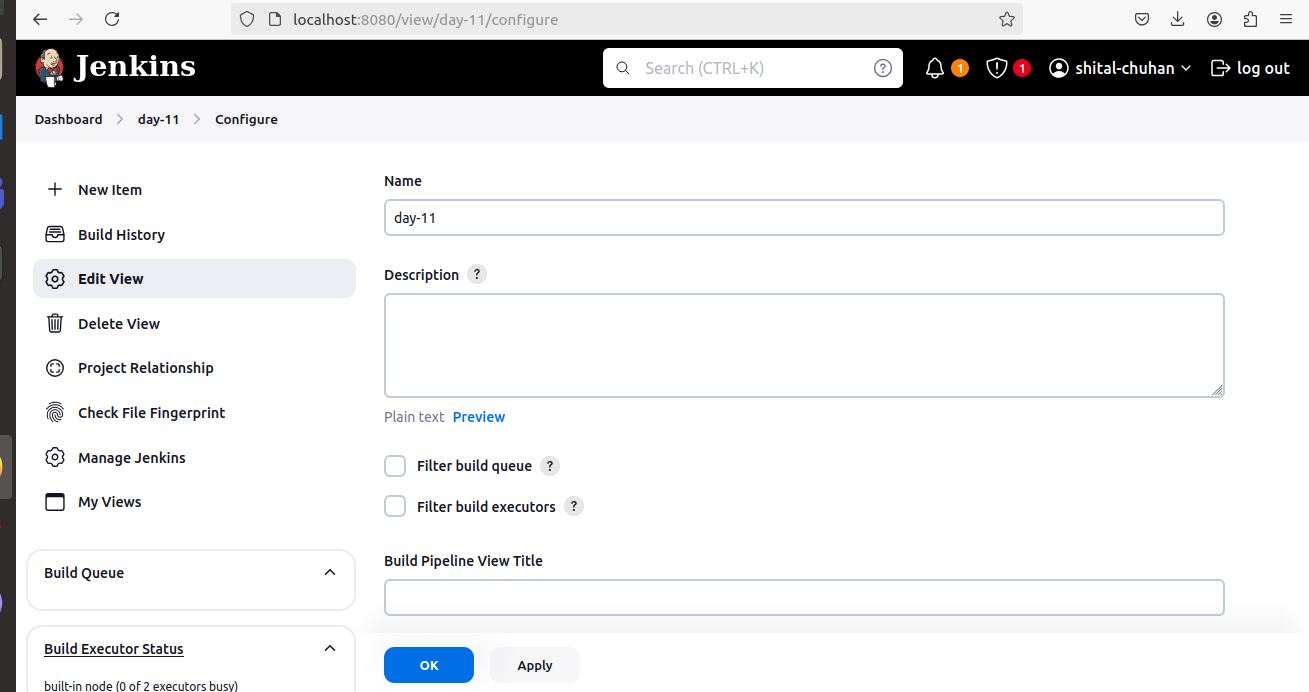 localhost:8080/view/day-11/configure
Jenkins
Search (CTRL+K)
?
1
1
shital-chuhan
log out
Dashboard
day-11
Configure
New Item
Build History
Edit View
Delete View
Project Relationship
Check File Fingerprint
Manage Jenkins
My Views
Build Queue
Build Executor Status
built-in node (0 of 2 executors busy)
Name
day-11
Description ?
Plain text Preview
Filter build queue ?
Filter build executors ?
Build Pipeline View Title
OK
Apply